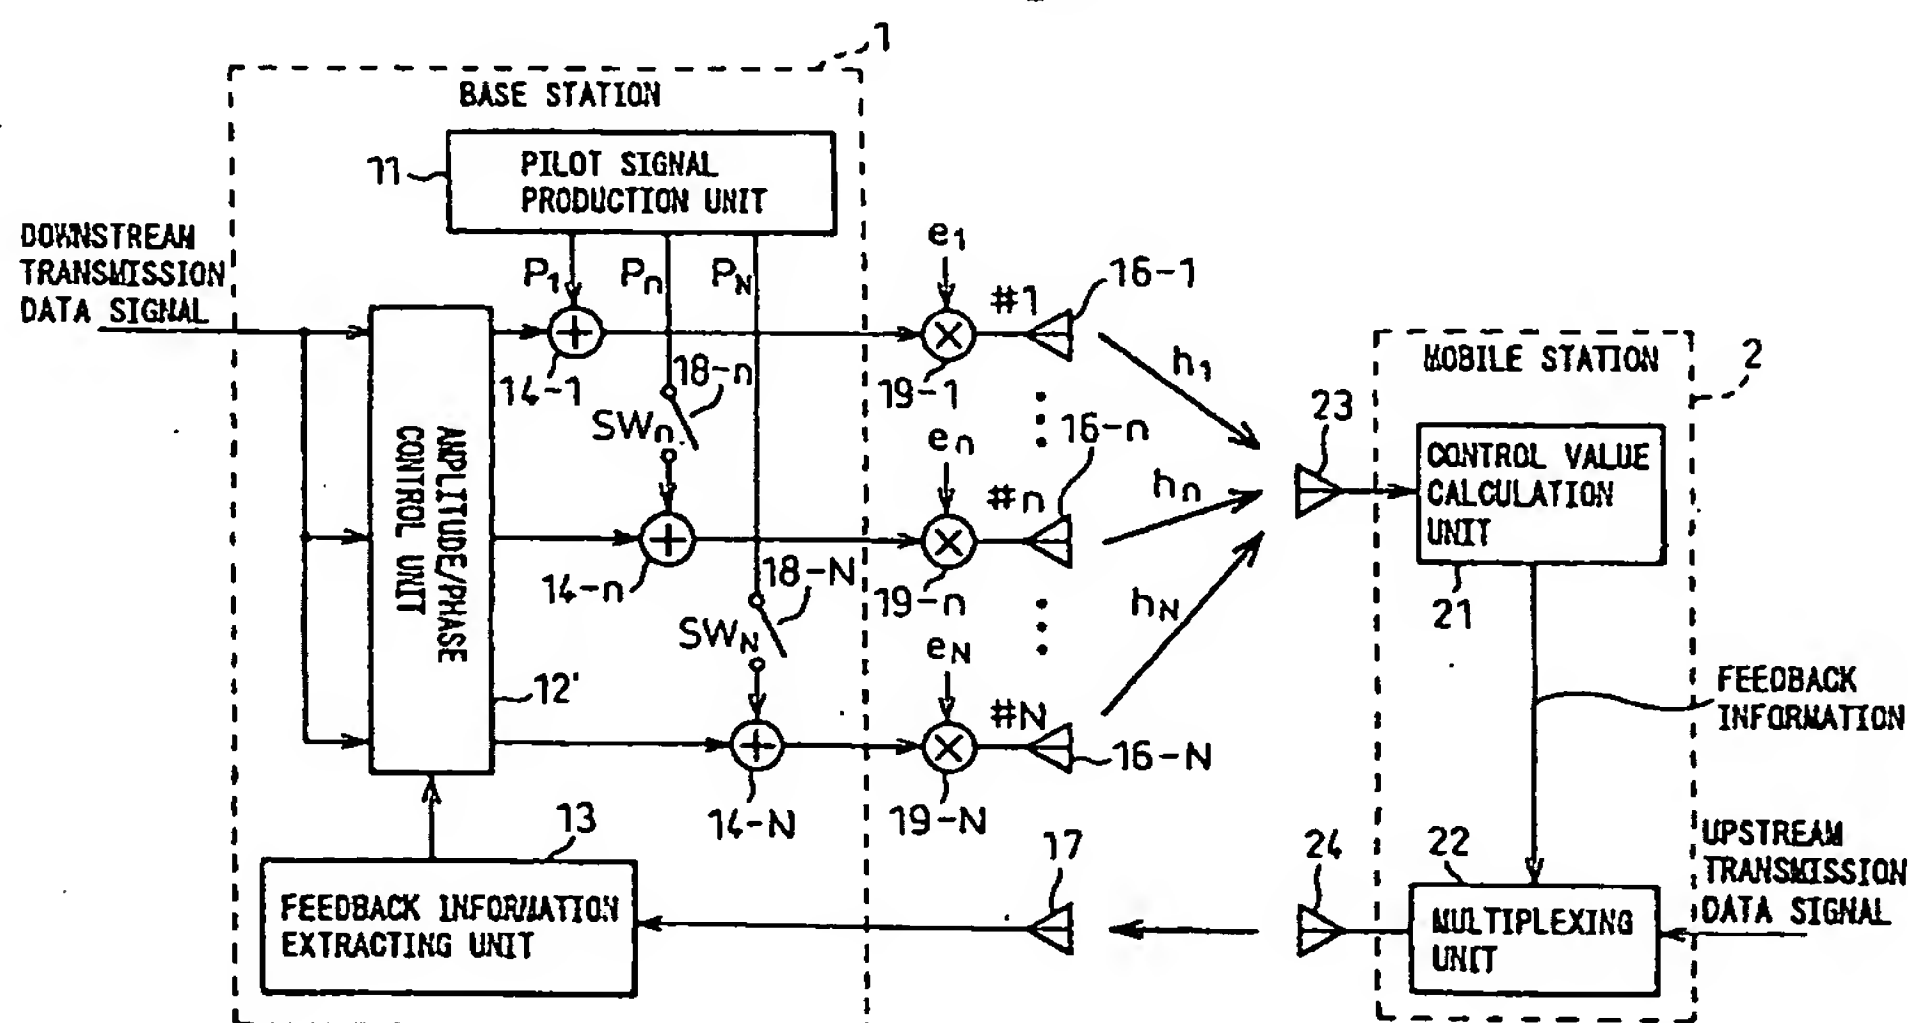 1
BASE STATION
11
PILOT SIGNAL
PRODUCTION UNIT
DOWNSTREAM
TRANSMISSION
DATA SIGNAL
P1
Pn
PN
e1
#1
16-1
14-1
18-n
19-1
h1
MOBILE STATION
2
SWn
en
16-n
23
AMPLITUDE/PHASE
CONTROL UNIT
#n
hn
CONTROL VALUE
CALCULATION
UNIT
14-n
18-N
19-n
hN
21
SWN
eN
12'
#N
16-N
FEEDBACK
INFORMATION
14-N
19-N
13
17
24
22
UPSTREAM
TRANSMISSION
DATA SIGNAL
FEEDBACK INFORMATION
EXTRACTING UNIT
MULTIPLEXING
UNIT